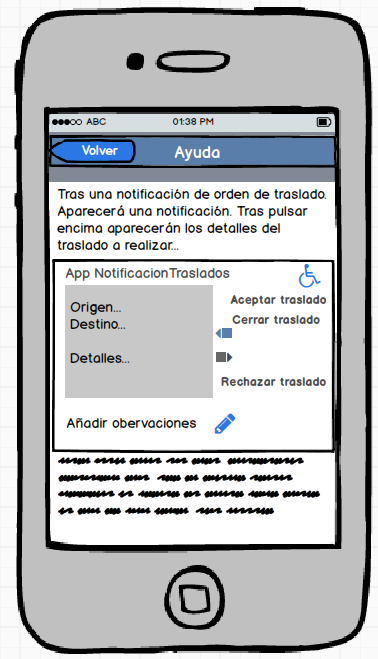 ABC 01:38 PM
Volver Ayuda
Tras una notificación de orden de traslado.
Aparecerá una notificación. Tras pulsar
encima aparecerán los detalles del
traslado a realizar...
App NotificacionTraslados
Aceptar traslado
Origen...
Cerrar traslado
Destino...
Detalles...
Rechazar traslado
Añadir obervaciones